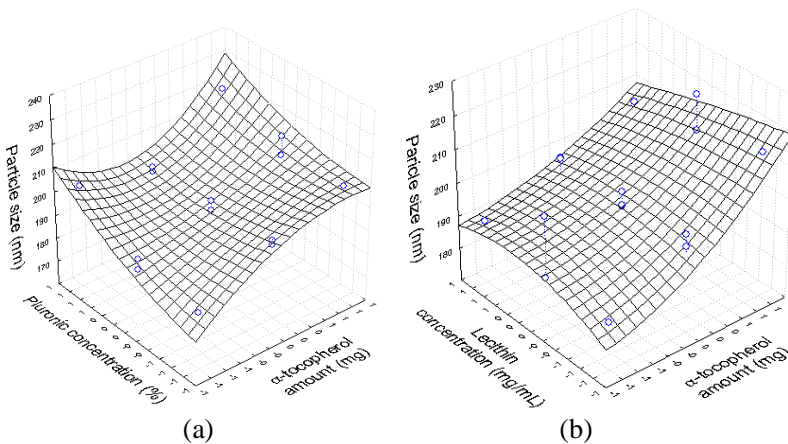 240
230
220
210
200
190
180
170
Particle size (nm)
Pluronic concentration (%)
α-tocopherol
amount (mg)
(a)
230
220
210
200
190
180
Paricle size (nm)
Lecithin
concentration (mg/mL)
α-tocopherol
amount (mg)
(b)